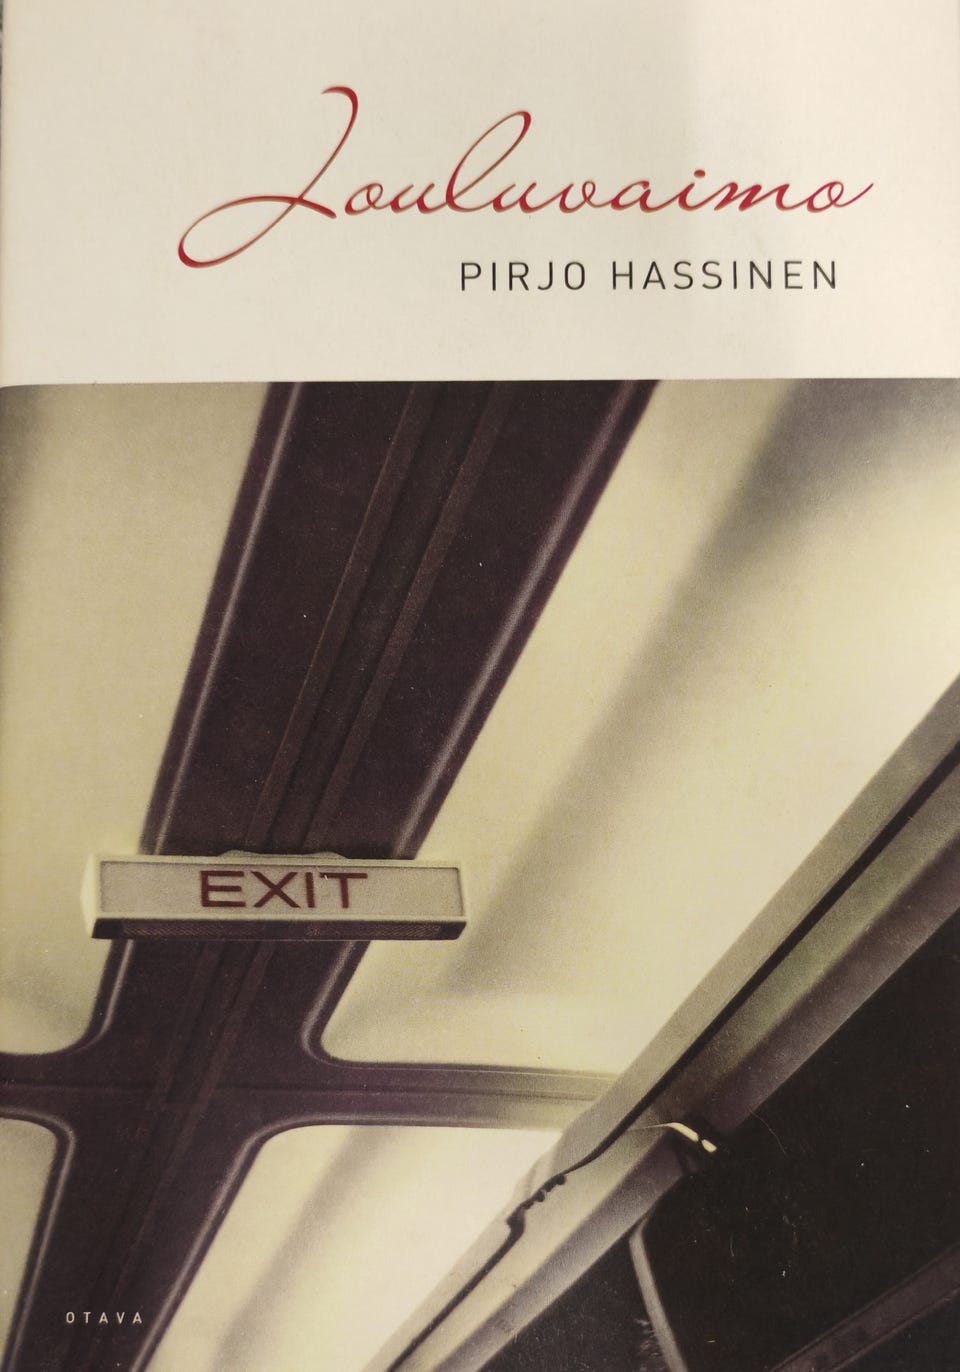 Jouluvaimo
PIRJO HASSINEN
EXIT
OTAVA